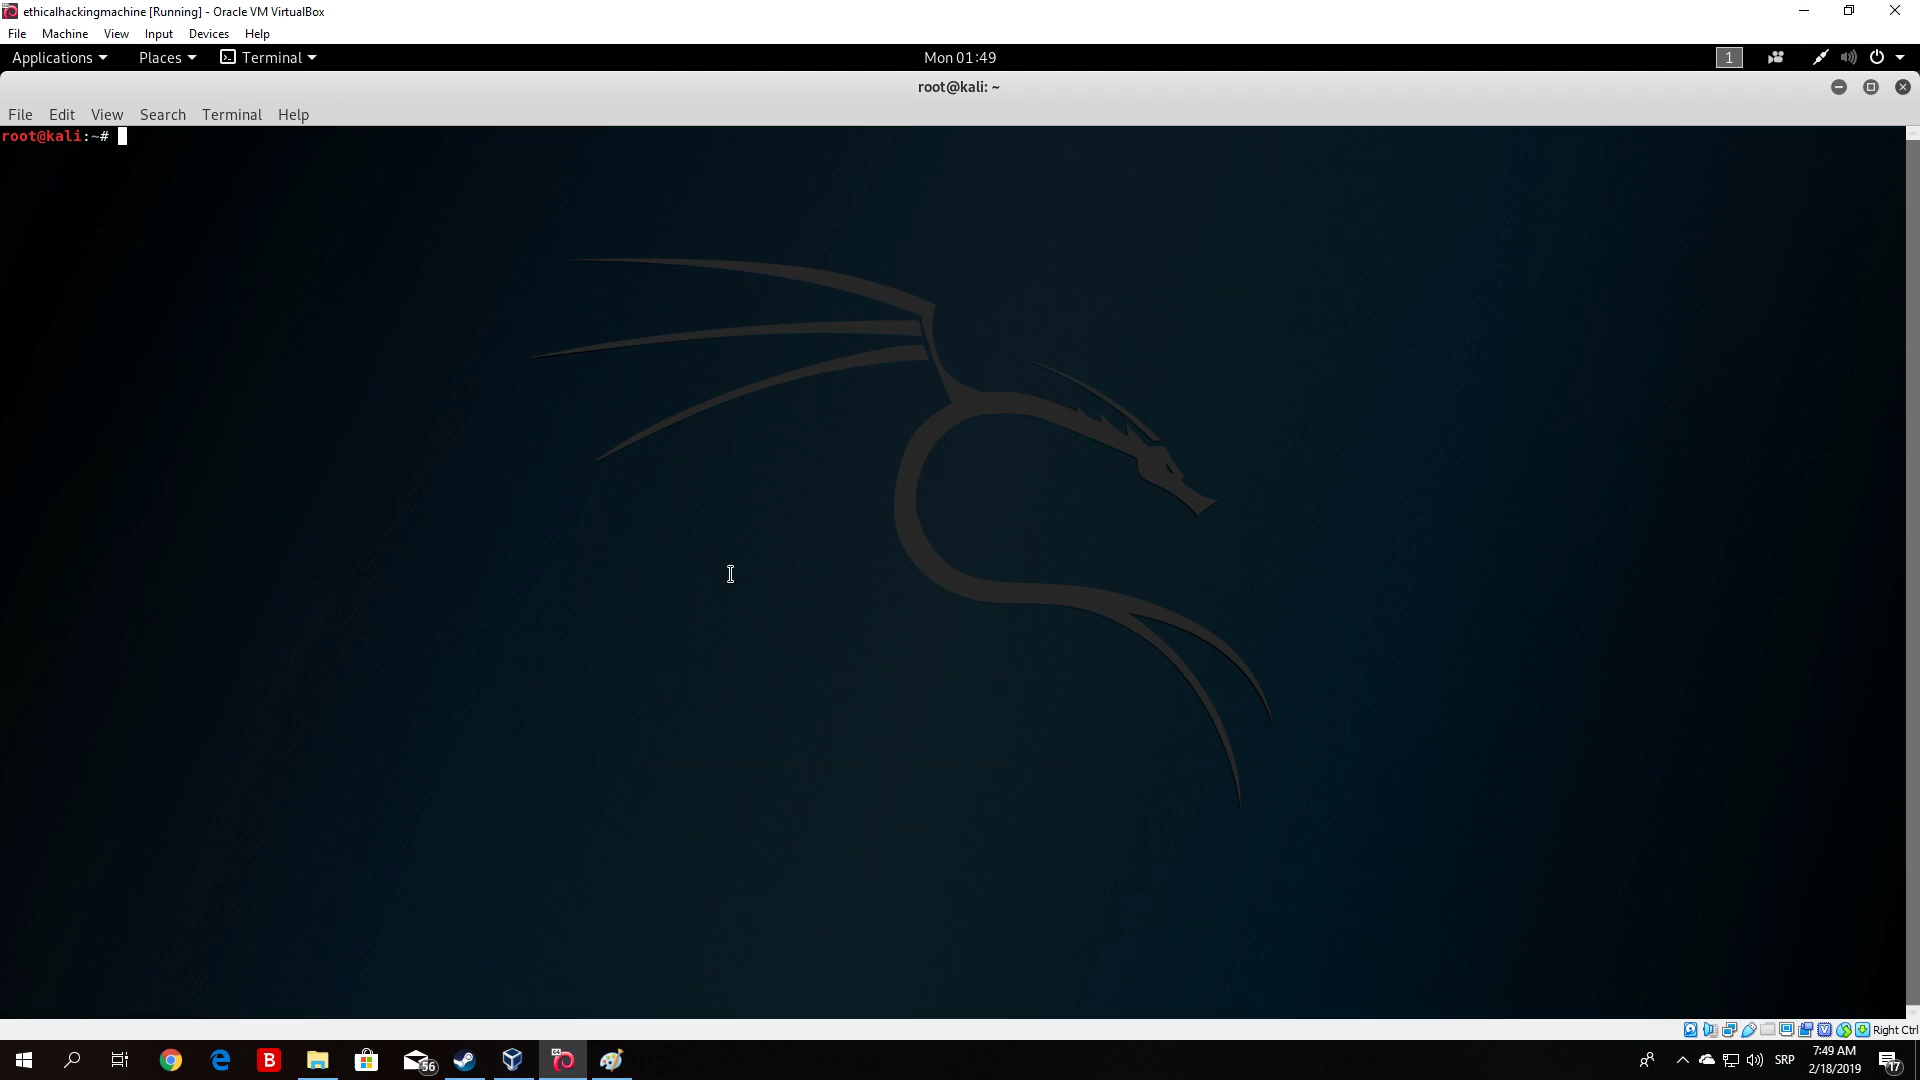 ethicalhackingmachine [Running] - Oracle VM VirtualBox
File Machine View Input Devices Help
Applications Places Terminal Mon 01:49 1
root@kali: ~
File Edit View Search Terminal Help
root@kali:~#
Right Ctrl
B 56 64 SRP 7:49 AM 17
2/18/2019